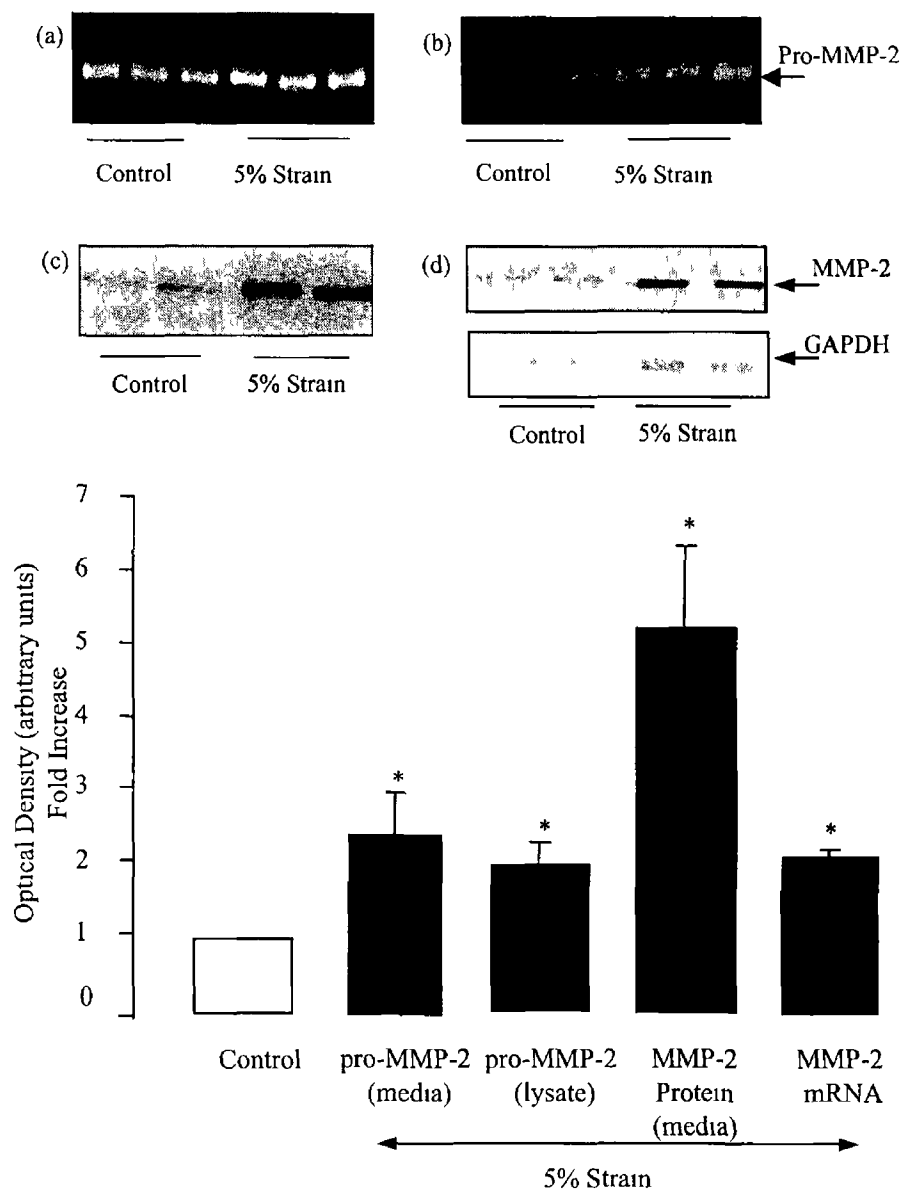 (a)
(b)
Pro-MMP-2
Control
5% Strain
Control
5% Strain
(c)
(d)
MMP-2
GAPDH
Control
5% Strain
Control
5% Strain
Optical Density (arbitrary units)
Fold Increase
7
6
5
4
3
2
1
0
*
*
*
*
Control
pro-MMP-2
(media)
pro-MMP-2
(lysate)
MMP-2
Protein
(media)
MMP-2
mRNA
5% Strain